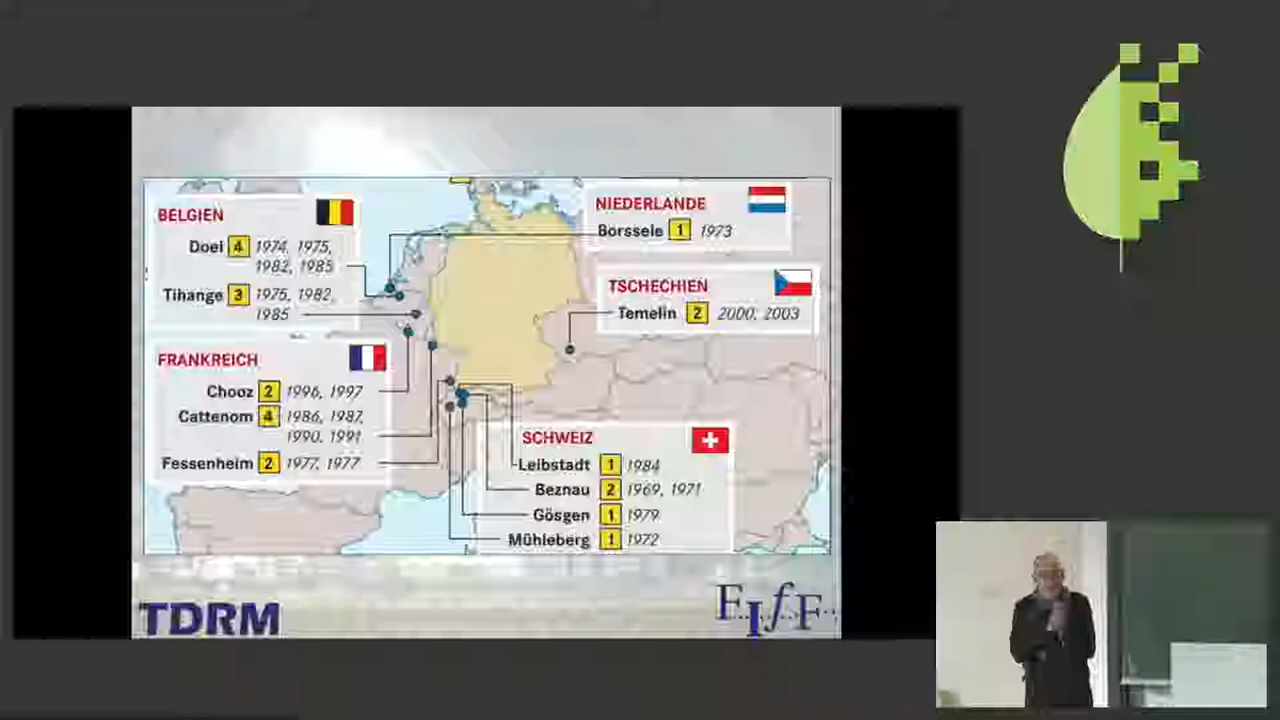 BELGIEN
Doel 4 1974, 1975,
1982, 1985
Tihange 3 1975, 1982,
1985
FRANKREICH
Chooz 2 1996, 1997
Cattenom 4 1986, 1987,
1990, 1991
Fessenheim 2 1977, 1977
NIEDERLANDE
Borssele 1 1973
TSCHECHIEN
Temelin 2 2000, 2003
SCHWEIZ
Leibstadt 1 1984
Beznau 2 1969, 1971
Gösgen 1 1979
Mühleberg 1 1972
TDRM
FIfF